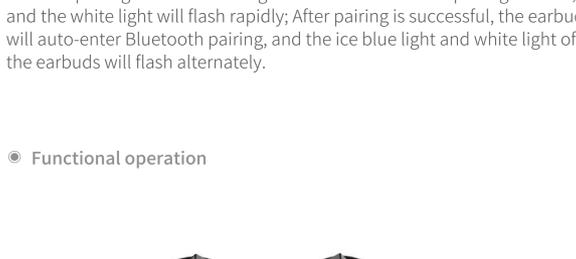 and the white light will flash rapidly; After pairing is successful, the
will auto-enter Bluetooth pairing, and the ice blue light and white light of
the earbuds will flash alternately.
Functional operation